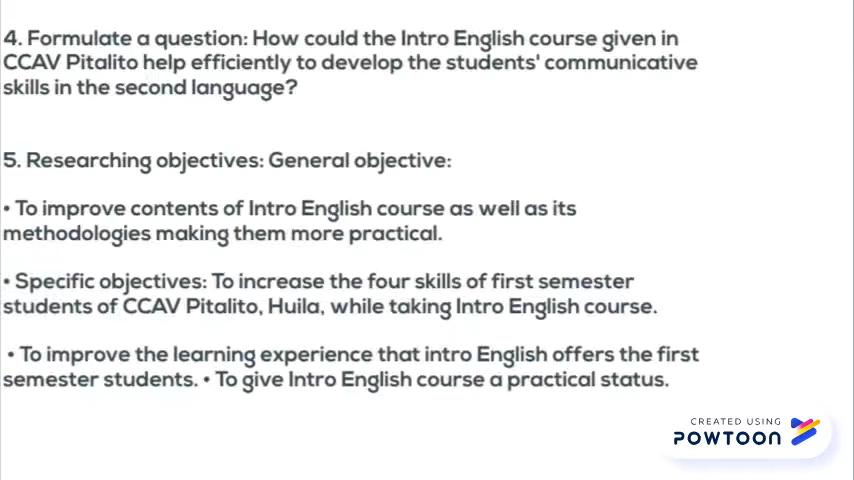 4. Formulate a question: How could the Intro English course given in
CCAV Pitalito help efficiently to develop the students' communicative
skills in the second language?
5. Researching objectives: General objective:
• To improve contents of Intro English course as well as its
methodologies making them more practical.
• Specific objectives: To increase the four skills of first semester
students of CCAV Pitalito, Huila, while taking Intro English course.
• To improve the learning experience that intro English offers the first
semester students. • To give Intro English course a practical status.
CREATED USING
POWTOON